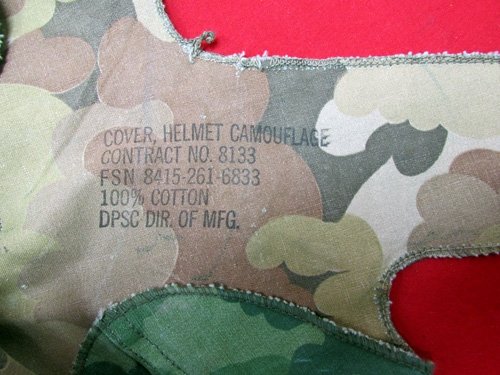 COVER, HELMET CAMOUFLAGE
CONTRACT NO. 8133
FSN 8415-261-6833
100% COTTON
DPSC DIR. OF MFG.